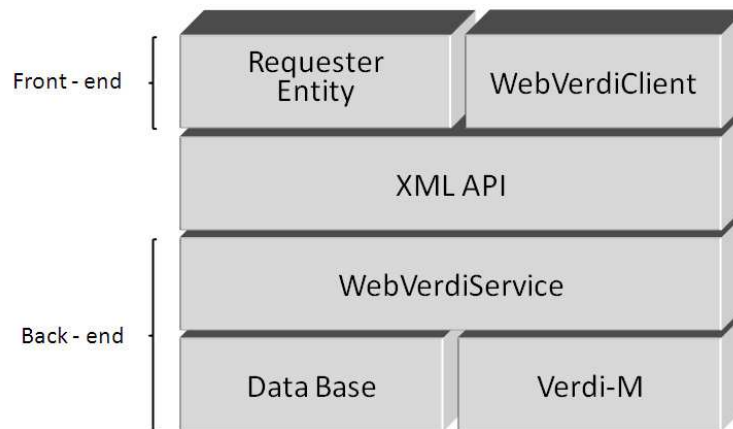 Front - end
Requester
Entity
WebVerdiClient
XML API
WebVerdiService
Back - end
Data Base
Verdi-M